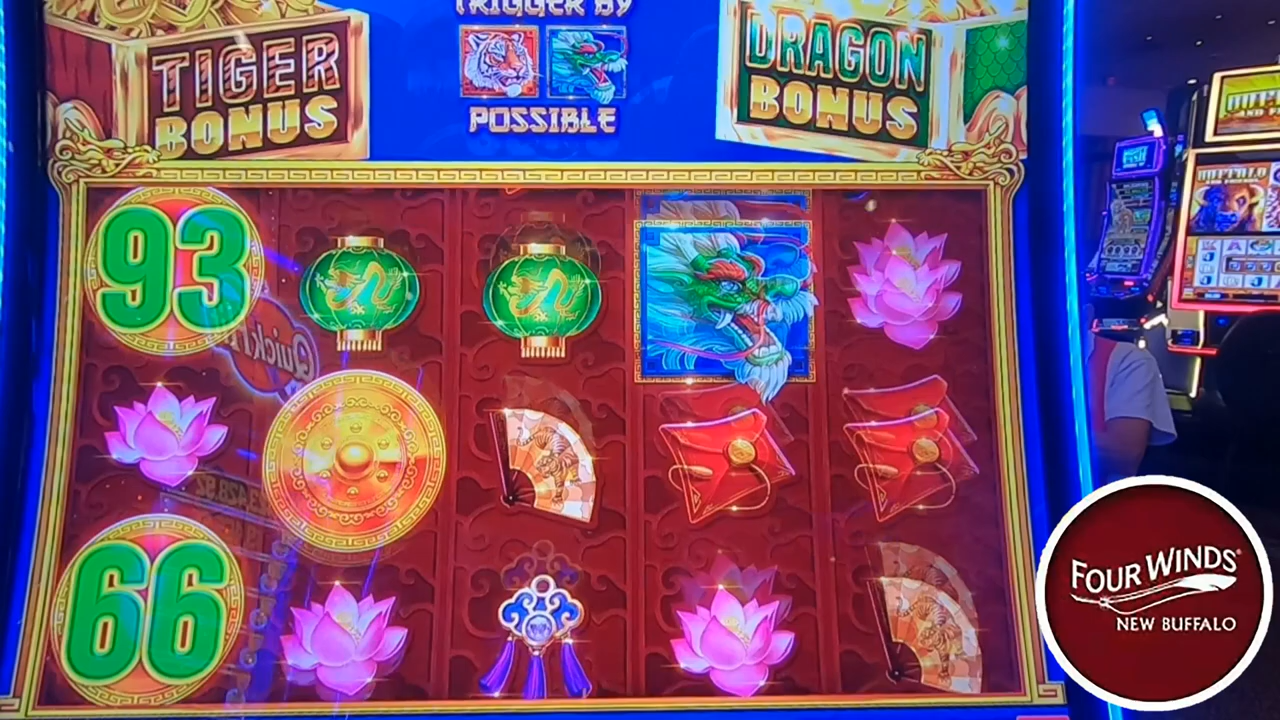 TRIGGER BY
TIGER
BONUS
DRAGON
BONUS
POSSIBLE
93
66
FOUR WINDS®
NEW BUFFALO